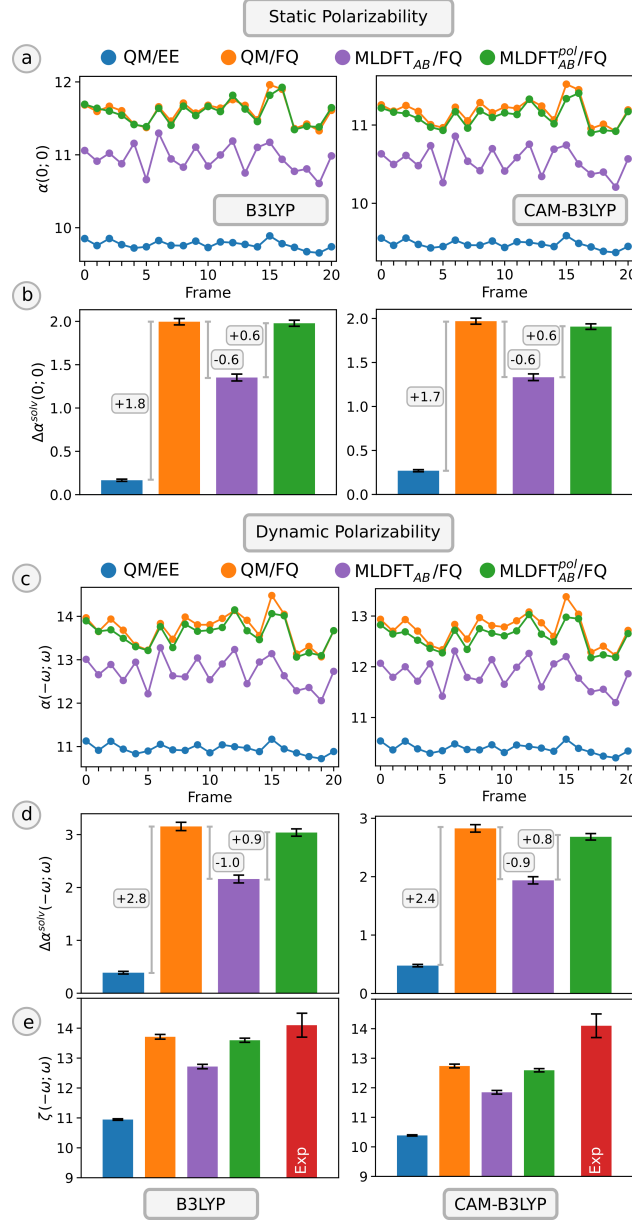 Static Polarizability
a
QM/EE QM/FQ MLDFT_AB/FQ MLDFT_AB^pol/FQ
α(0; 0)
12
11
10
B3LYP
0 5 10 15 20
Frame
11
10
CAM-B3LYP
0 5 10 15 20
Frame
b
Δα^solv(0; 0)
2.0
1.5
1.0
0.5
0.0
+1.8
-0.6
+0.6
2.0
1.5
1.0
0.5
0.0
+1.7
-0.6
+0.6
Dynamic Polarizability
QM/EE QM/FQ MLDFT_AB/FQ MLDFT_AB^pol/FQ
c
α(−ω; ω)
14
13
12
11
0 5 10 15 20
Frame
13
12
11
0 5 10 15 20
Frame
d
Δα^solv(−ω; ω)
3
2
1
0
+2.8
-1.0
+0.9
3
2
1
0
+2.4
-0.9
+0.8
e
ζ(−ω; ω)
14
13
12
11
10
9
Exp
14
13
12
11
10
9
Exp
B3LYP
CAM-B3LYP